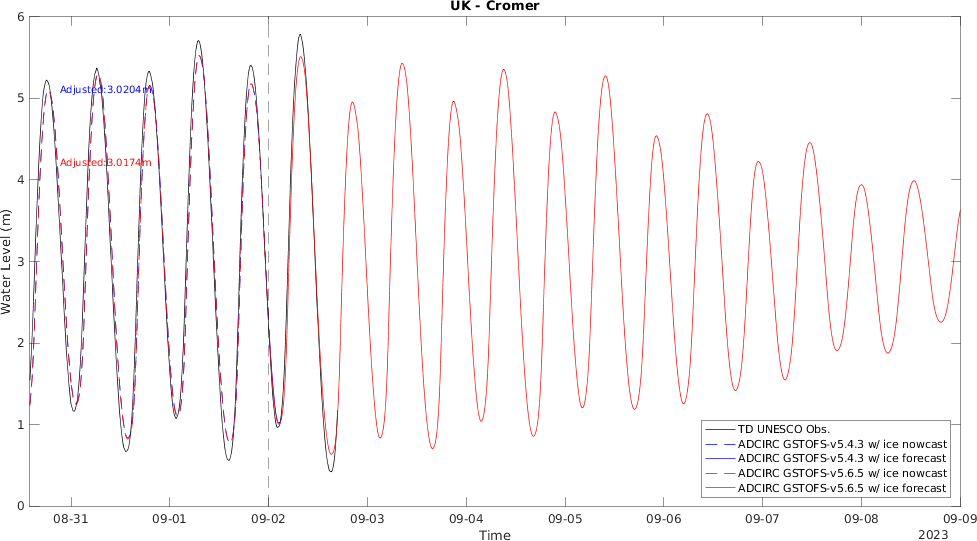 UK - Cromer
6
5
4
3
2
1
0
Water Level (m)
Adjusted:3.0204m
Adjusted:3.0174m
TD UNESCO Obs.
ADCIRC GSTOFS-v5.4.3 w/ ice nowcast
ADCIRC GSTOFS-v5.4.3 w/ ice forecast
ADCIRC GSTOFS-v5.6.5 w/ ice nowcast
ADCIRC GSTOFS-v5.6.5 w/ ice forecast
08-31 09-01 09-02 09-03 09-04 09-05 09-06 09-07 09-08 09-09
Time
2023